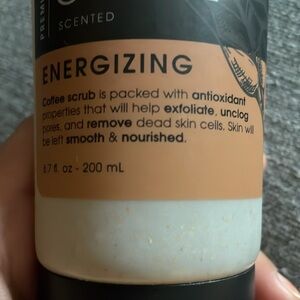 PREM
SCENTED
ENERGIZING
Coffee scrub is packed with antioxidant
properties that will help exfoliate, unclog
pores, and remove dead skin cells. Skin will
be left smooth & nourished.
6.7 fl. oz - 200 mL